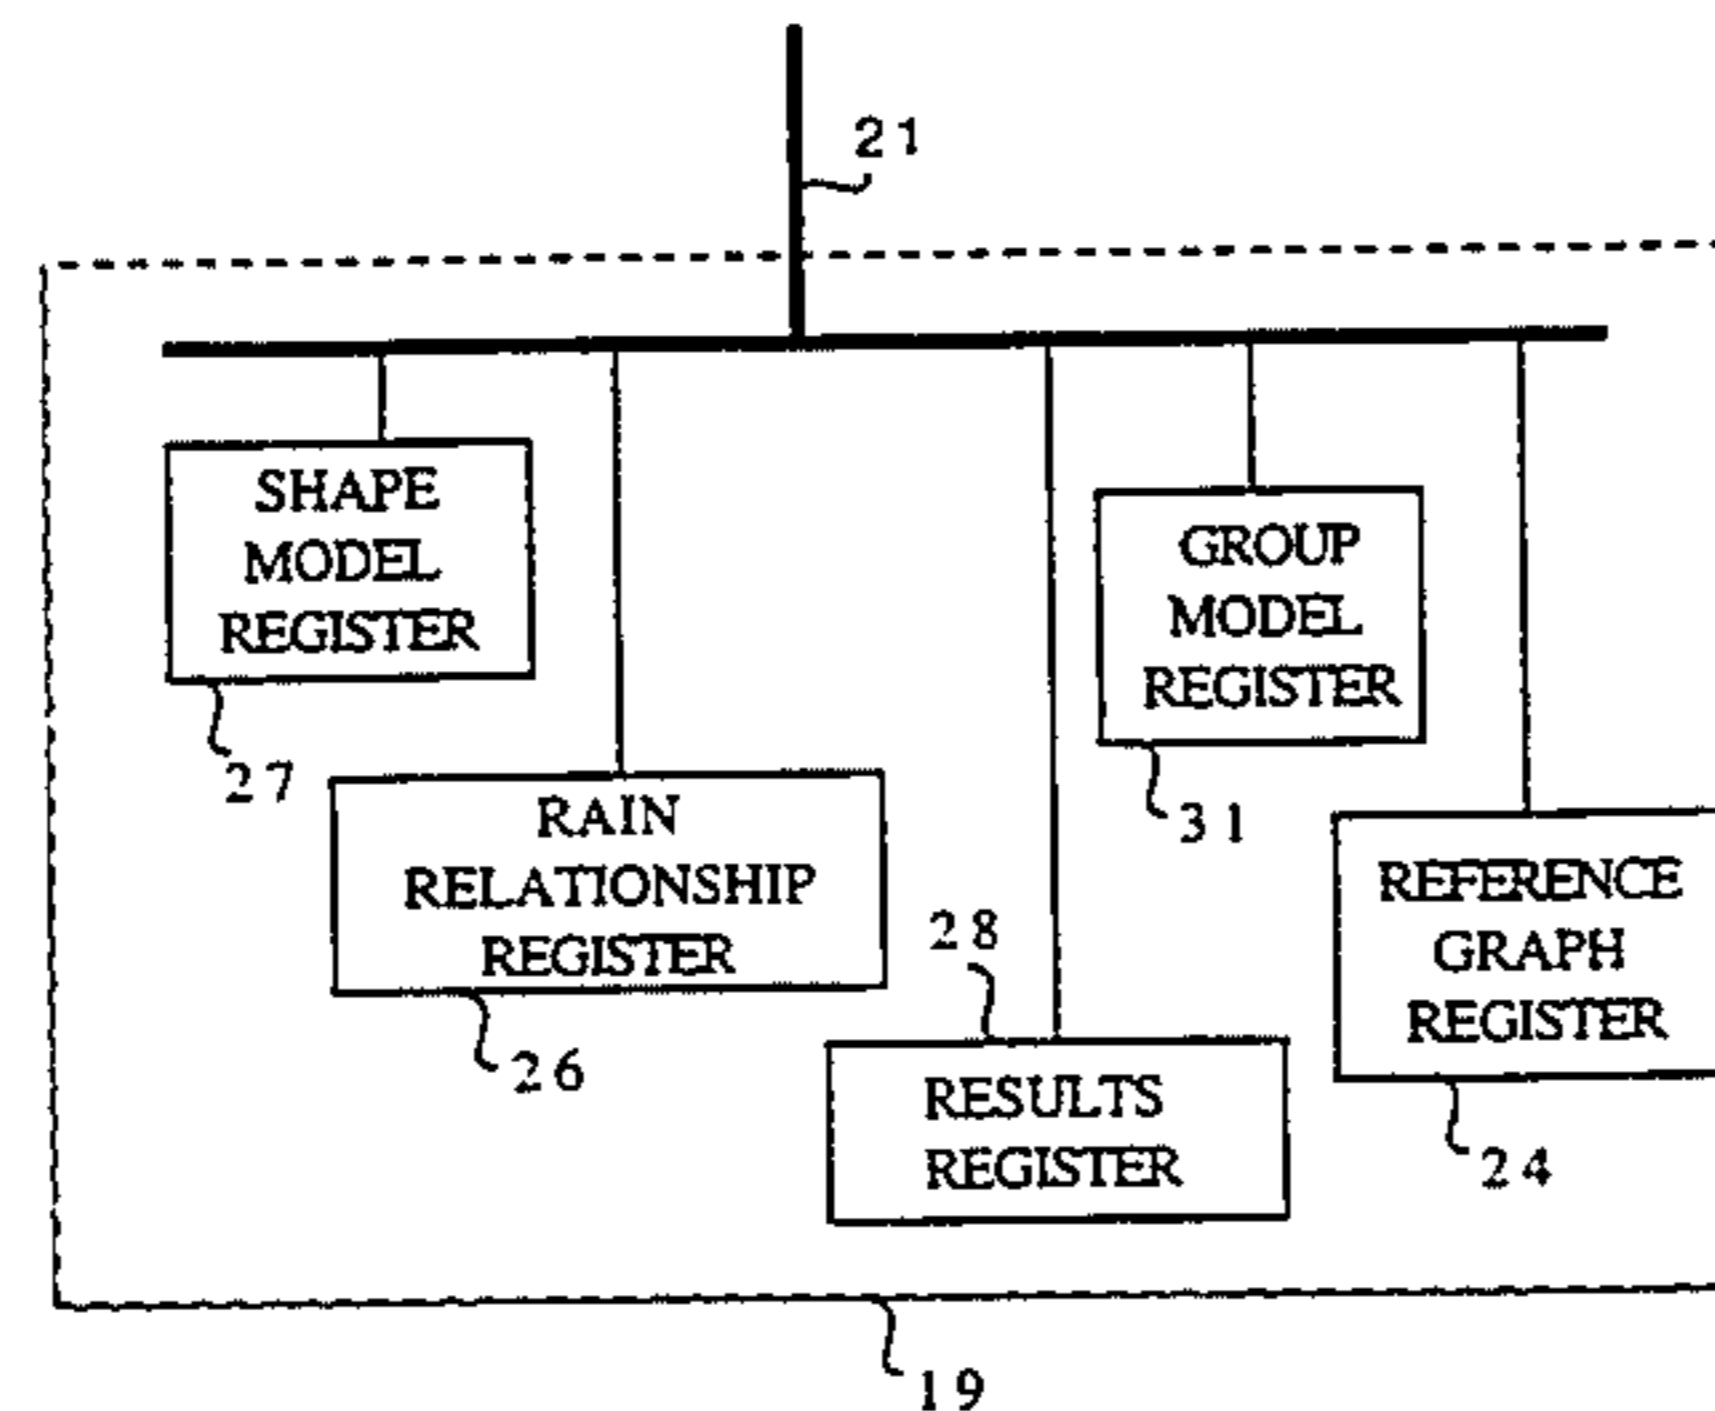 21
SHAPE
MODEL
REGISTER
27
RAIN
RELATIONSHIP
REGISTER
26
28
RESULTS
REGISTER
GROUP
MODEL
REGISTER
31
REFERENCE
GRAPH
REGISTER
24
19